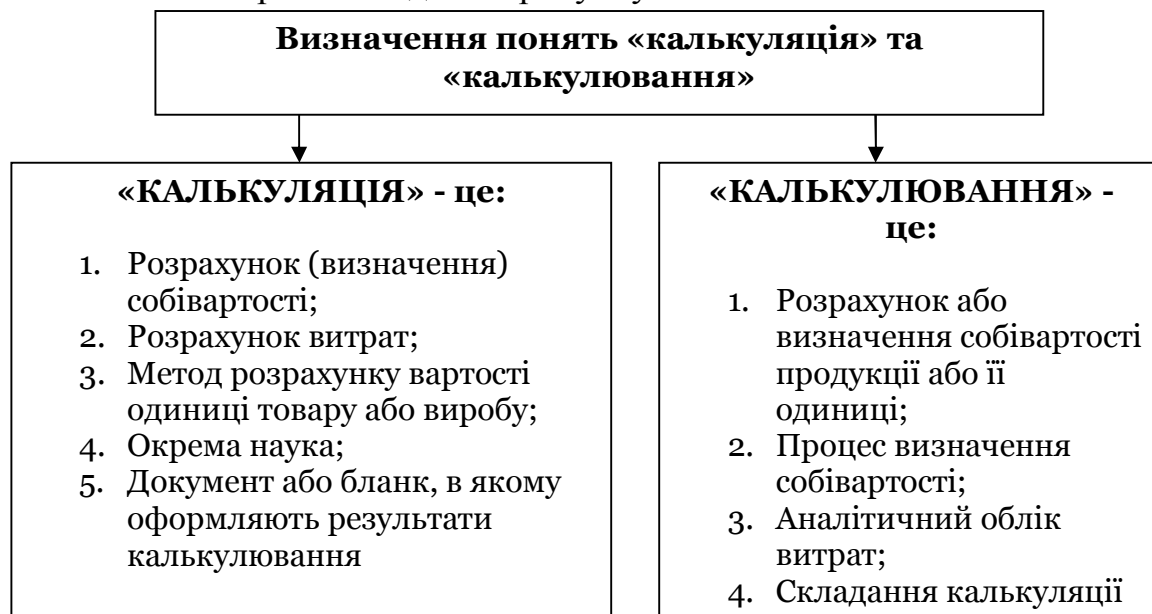 Визначення понять «калькуляція» та
«калькулювання»
«КАЛЬКУЛЯЦІЯ» - це:
1. Розрахунок (визначення)
собівартості;
2. Розрахунок витрат;
3. Метод розрахунку вартості
одиниці товару або виробу;
4. Окрема наука;
5. Документ або бланк, в якому
оформляють результати
калькулювання
«КАЛЬКУЛЮВАННЯ» -
це:
1. Розрахунок або
визначення собівартості
продукції або її
одиниці;
2. Процес визначення
собівартості;
3. Аналітичний облік
витрат;
4. Складання калькуляції